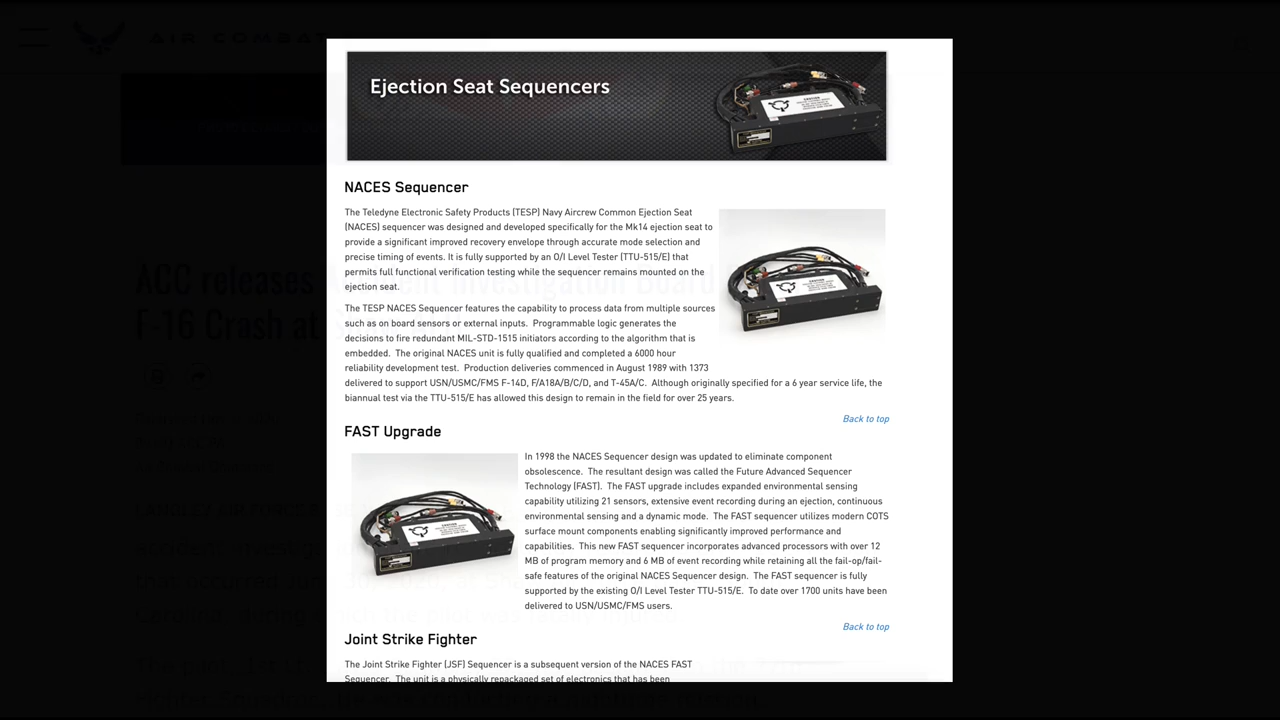 AIR COMBAT
Ejection Seat Sequencers
NACES Sequencer
The Teledyne Electronic Safety Products (TESP) Navy Aircrew Common Ejection Seat
(NACES) sequencer was designed and developed specifically for the Mk14 ejection seat to
provide a significant improved recovery envelope through accurate mode selection and
precise timing of events. It is fully supported by an O/I Level Tester (TTU-515/E) that
permits full functional verification testing while the sequencer remains mounted on the
ejection seat.
ACC releases
F-16 Crash at
The TESP NACES Sequencer features the capability to process data from multiple sources
such as on board sensors or external inputs. Programmable logic generates the
decisions to fire redundant MIL-STD-1515 initiators according to the algorithm that is
embedded. The original NACES unit is fully qualified and completed a 6000 hour
reliability development test. Production deliveries commenced in August 1989 with 1373
delivered to support USN/USMC/FMS F-14D, F/A18A/B/C/D, and T-45A/C. Although originally specified for a 6 year service life, the
biannual test via the TTU-515/E has allowed this design to remain in the field for over 25 years.
Back to top
FAST Upgrade
In 1998 the NACES Sequencer design was updated to eliminate component
obsolescence. The resultant design was called the Future Advanced Sequencer
Technology (FAST). The FAST upgrade includes expanded environmental sensing
capability utilizing 21 sensors, extensive event recording during an ejection, continuous
environmental sensing and a dynamic mode. The FAST sequencer utilizes modern COTS
surface mount components enabling significantly improved performance and
capabilities. This new FAST sequencer incorporates advanced processors with over 12
MB of program memory and 6 MB of event recording while retaining all the fail-op/fail-
safe features of the original NACES Sequencer design. The FAST sequencer is fully
supported by the existing O/I Level Tester TTU-515/E. To date over 1700 units have been
delivered to USN/USMC/FMS users.
Back to top
Joint Strike Fighter
The Joint Strike Fighter (JSF) Sequencer is a subsequent version of the NACES FAST
Sequencer. The unit is a physically repackaged set of electronics that has been